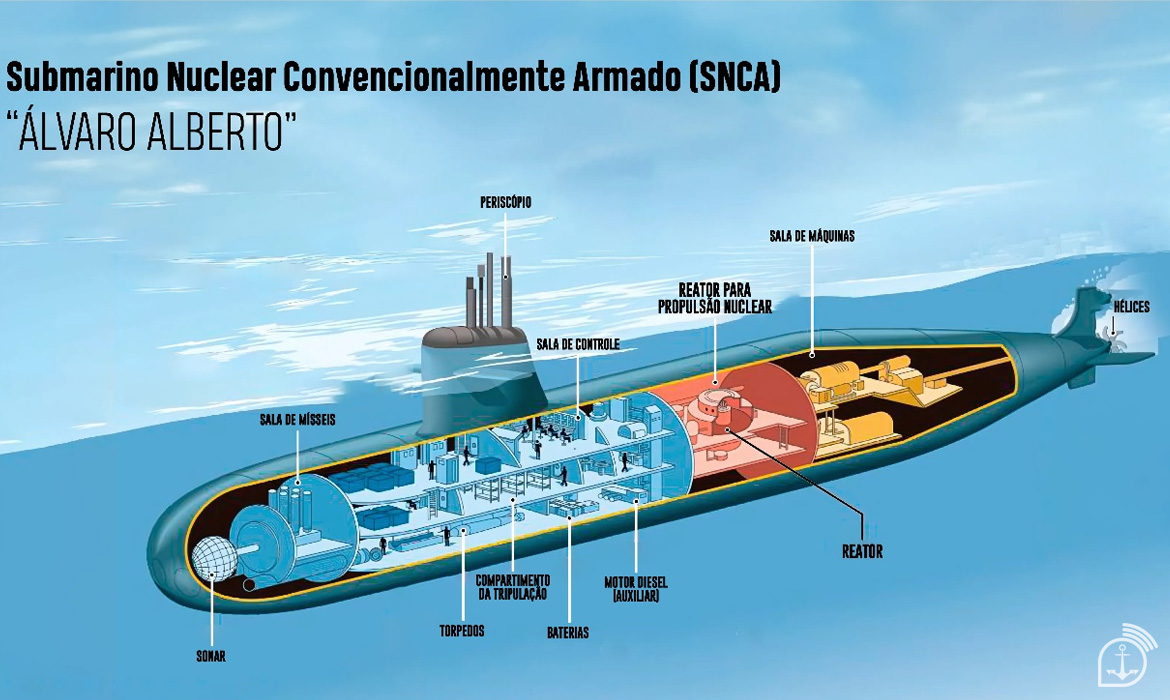 Submarino Nuclear Convencionalmente Armado (SNCA)
“ÁLVARO ALBERTO”
PERISCÓPIO
SALA DE MÁQUINAS
REATOR PARA
PROPULSÃO NUCLEAR
HÉLICES
SALA DE CONTROLE
SALA DE MÍSSEIS
REATOR
COMPARTIMENTO
DA TRIPULAÇÃO
MOTOR DIESEL
(AUXILIAR)
TORPEDOS
BATERIAS
SONAR